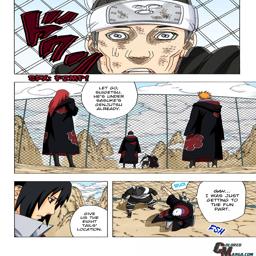 LET GO,
SUIGETSU.
HE'S UNDER
SASUKE'S
GENJUTSU
ALREADY.
GAH...
I WAS JUST
GETTING TO
THE FUN
PART.
GIVE US
THE EIGHT
TAILS'
LOCATION.
FSH
COLORED
MANGA.COM